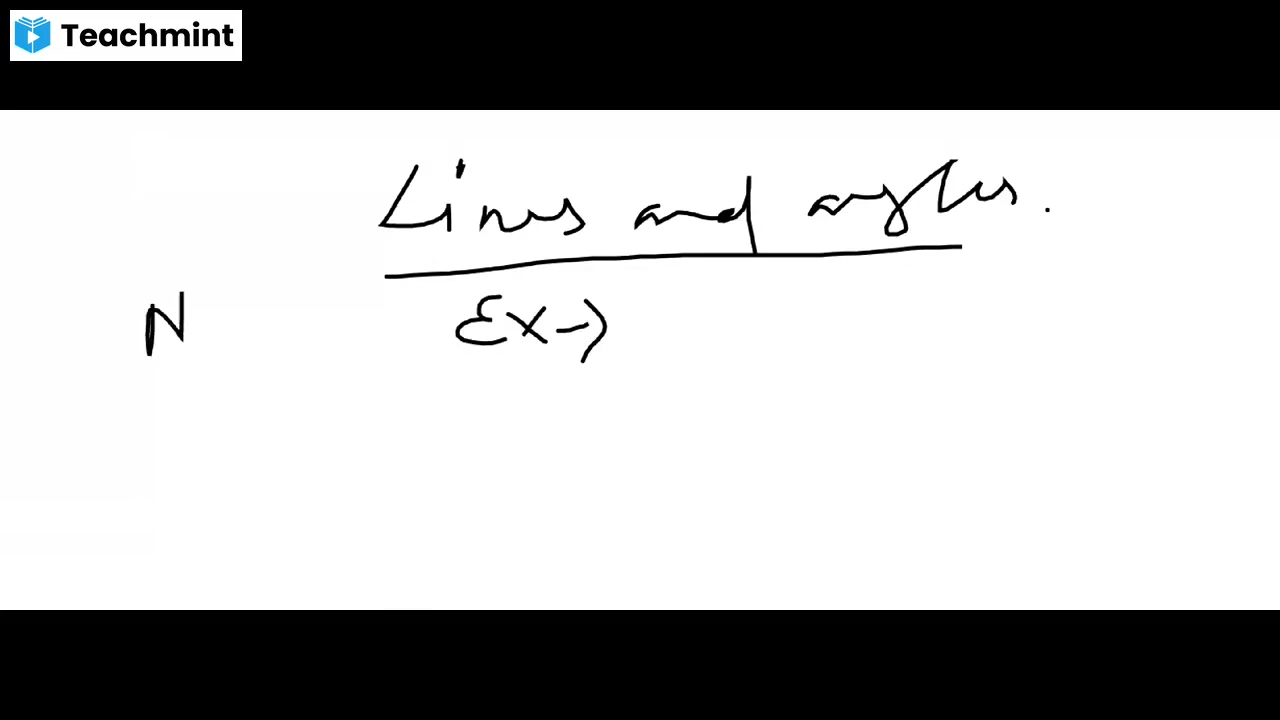 Teachmint
Lines and angles.
N
Ex →